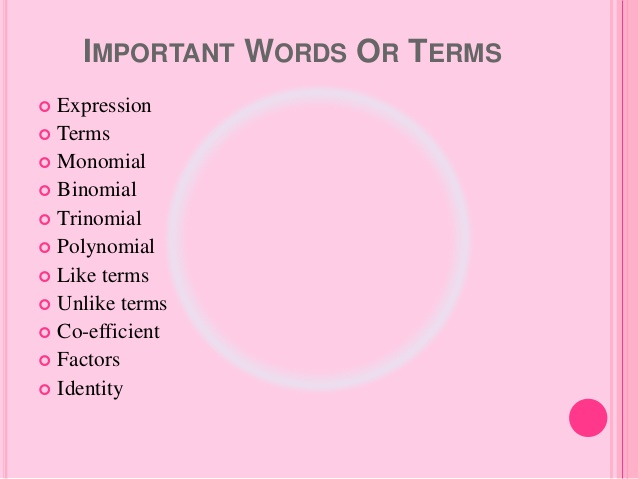 Important Words Or Terms
Expression
Terms
Monomial
Binomial
Trinomial
Polynomial
Like terms
Unlike terms
Co-efficient
Factors
Identity